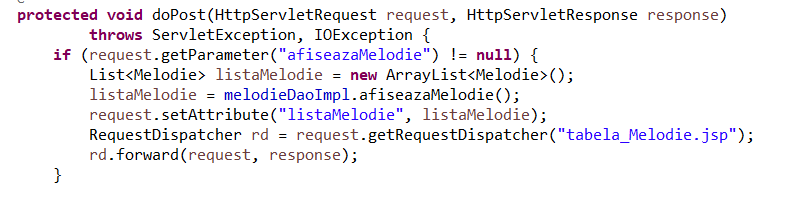 protected void doPost(HttpServletRequest request, HttpServletResponse response)
throws ServletException, IOException {
if (request.getParameter("afiseazaMelodie") != null) {
List<Melodie> listaMelodie = new ArrayList<Melodie>();
listaMelodie = melodieDaoImpl.afiseazaMelodie();
request.setAttribute("listaMelodie", listaMelodie);
RequestDispatcher rd = request.getRequestDispatcher("tabela_Melodie.jsp");
rd.forward(request, response);
}